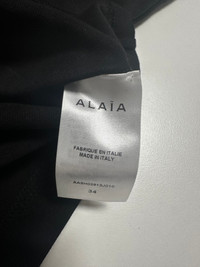 ALAÏA
FABRIQUÉ EN ITALIE
MADE IN ITALY
34